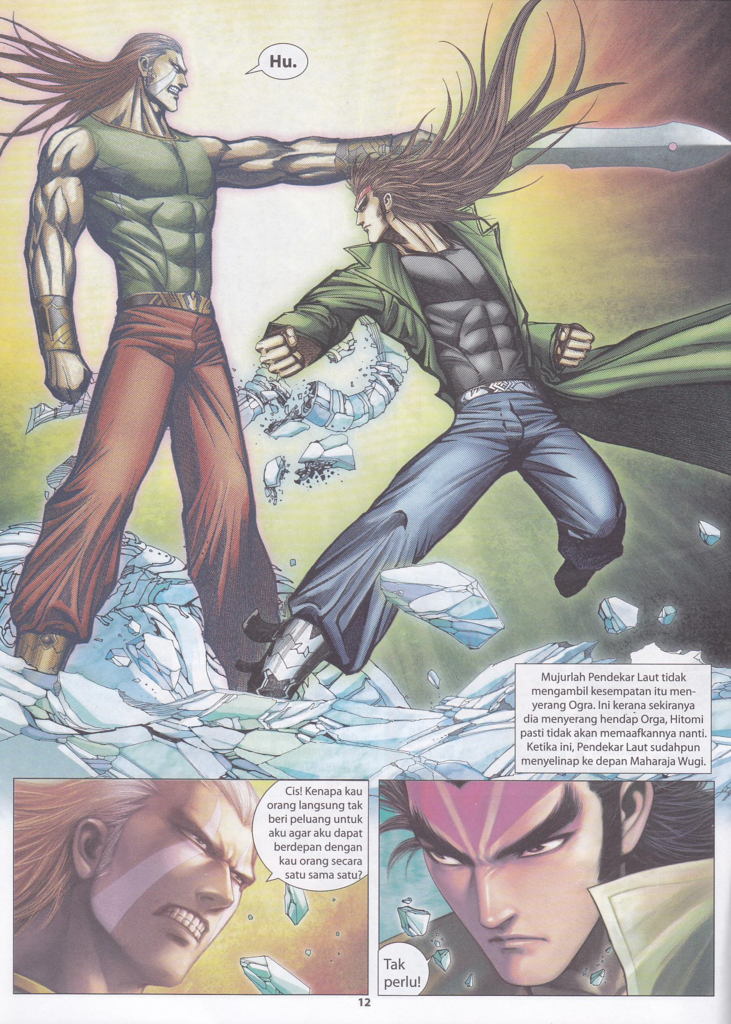 Hu.
Mujurlah Pendekar Laut tidak
mengambil kesempatan itu men-
yerang Ogra. Ini kerana sekiranya
dia menyerang hendap Orga, Hitomi
pasti tidak akan memaafkannya nanti.
Ketika ini, Pendekar Laut sudahpun
menyelinap ke depan Maharaja Wugi.
Cis! Kenapa kau
orang langsung tak
beri peluang untuk
aku agar aku dapat
berdepan dengan
kau orang secara
satu sama satu?
Tak
perlu!
12